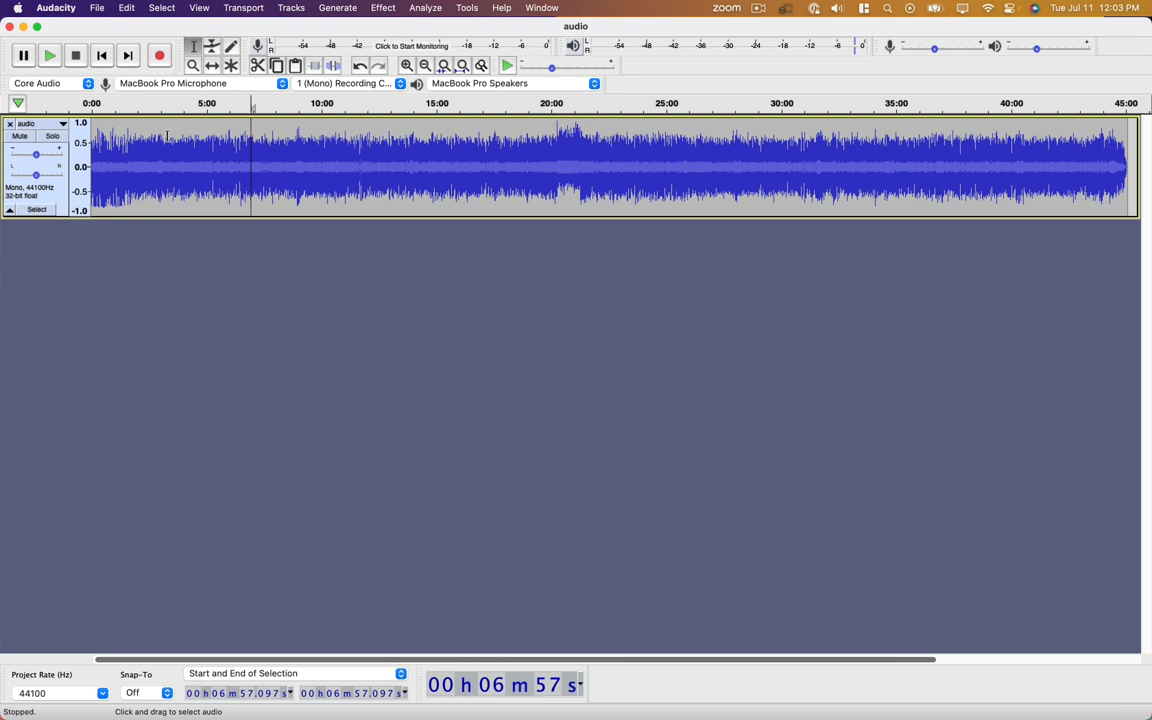 Audacity File Edit Select View Transport Tracks Generate Effect Analyze Tools Help Window zoom Tue Jul 11 12:03 PM
audio
L R -54 -48 -42 Click to Start Monitoring -18 -12 -6 0 L R -54 -48 -42 -36 -30 -24 -18 -12 -6 0
Core Audio MacBook Pro Microphone 1 (Mono) Recording C... MacBook Pro Speakers
0:00 5:00 10:00 15:00 20:00 25:00 30:00 35:00 40:00 45:00
audio 1.0
Mute Solo 0.5
- +
L R 0.0
Mono, 44100Hz
32-bit float -0.5
Select -1.0
Project Rate (Hz) Snap-To Start and End of Selection
44100 Off 00 h 06 m 57.097 s 00 h 06 m 57.097 s 00 h 06 m 57 s
Stopped. Click and drag to select audio